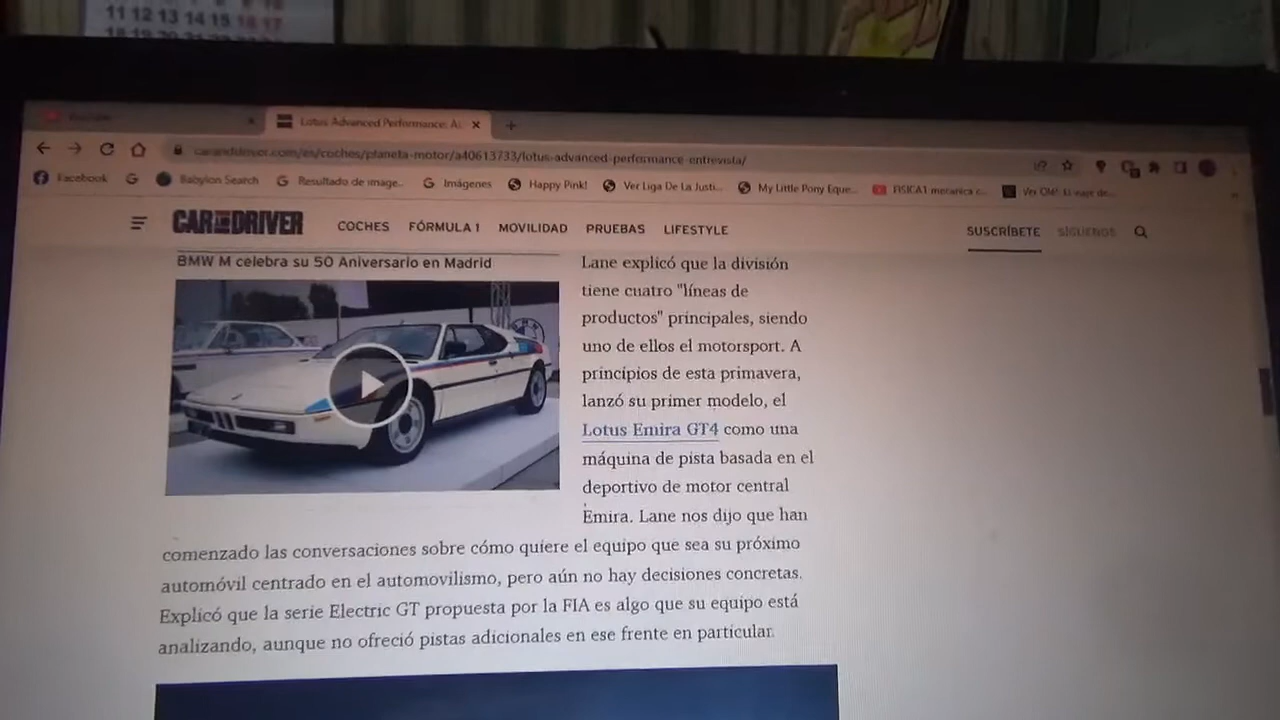 11 12 13 14 15 16 17
Lotus Advanced Performance: AL
caranddriver.com/es/coches/planeta-motor/a40613733/lotus-advanced-performance-entrevista/
Facebook
Babylon Search
Resultado de image...
Imágenes
Happy Pink!
Ver Liga De La Justi...
My Little Pony Eque...
FISICA1 mecanica c...
CAR AND DRIVER
COCHES
FÓRMULA 1
MOVILIDAD
PRUEBAS
LIFESTYLE
SUSCRÍBETE
SÍGUENOS
BMW M celebra su 50 Aniversario en Madrid
Lane explicó que la división
tiene cuatro "líneas de
productos" principales, siendo
uno de ellos el motorsport. A
principios de esta primavera,
lanzó su primer modelo, el
Lotus Emira GT4 como una
máquina de pista basada en el
deportivo de motor central
Emira. Lane nos dijo que han
comenzado las conversaciones sobre cómo quiere el equipo que sea su próximo
automóvil centrado en el automovilismo, pero aún no hay decisiones concretas.
Explicó que la serie Electric GT propuesta por la FIA es algo que su equipo está
analizando, aunque no ofreció pistas adicionales en ese frente en particular.